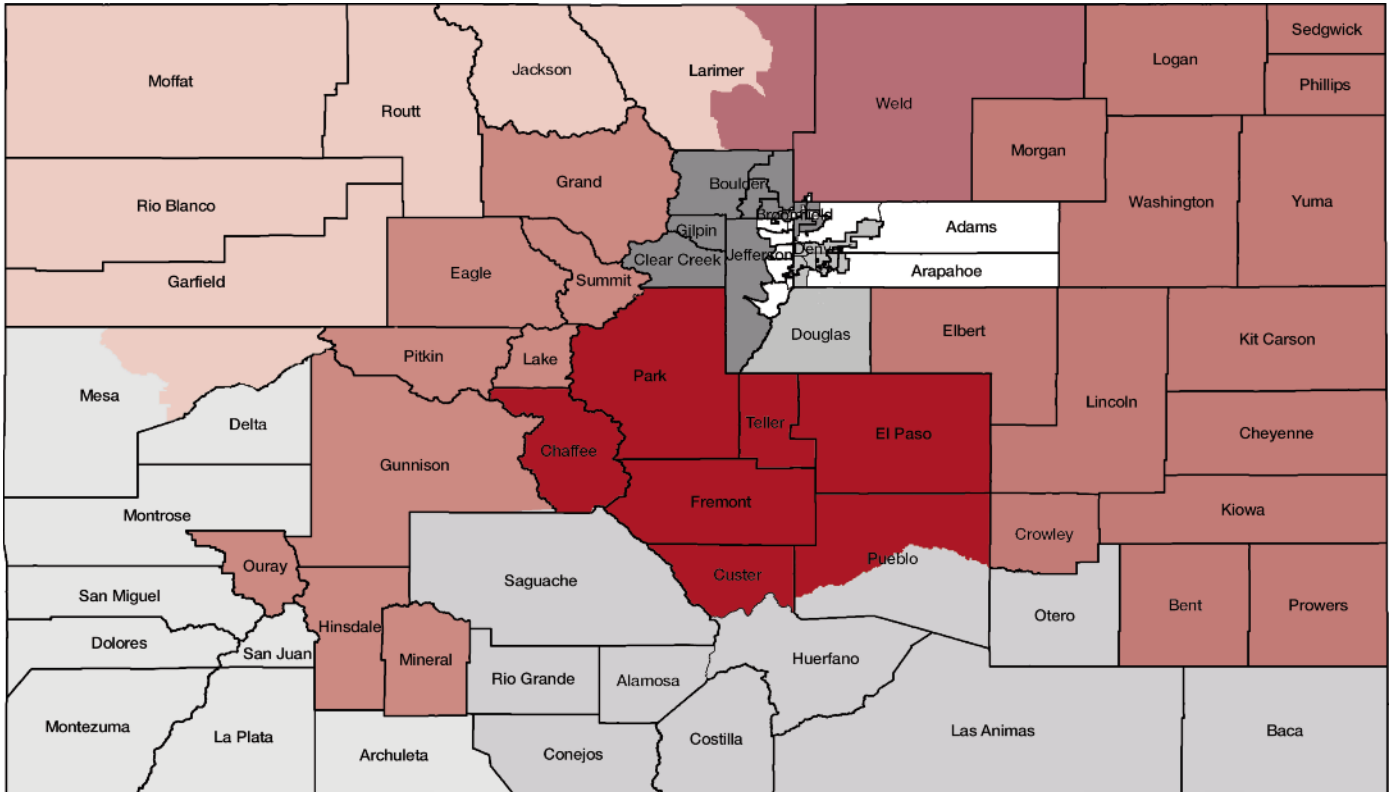 Sedgwick
Logan
Jackson
Larimer
Moffat
Phillips
Weld
Routt
Morgan
Grand
Boulder
Rio Blanco
Washington
Yuma
Broomfield
Adams
Gilpin
Jefferson
Denv
Clear Creek
Arapahoe
Eagle
Summit
Garfield
Elbert
Douglas
Kit Carson
Pitkin
Lake
Park
Mesa
Lincoln
Delta
Teller
El Paso
Cheyenne
Chaffee
Gunnison
Fremont
Kiowa
Montrose
Crowley
Pueblo
Ouray
Custer
Saguache
San Miguel
Bent
Prowers
Otero
Hinsdale
Dolores
San Juan
Mineral
Huerfano
Rio Grande
Alamosa
Montezuma
La Plata
Costilla
Las Animas
Baca
Archuleta
Conejos